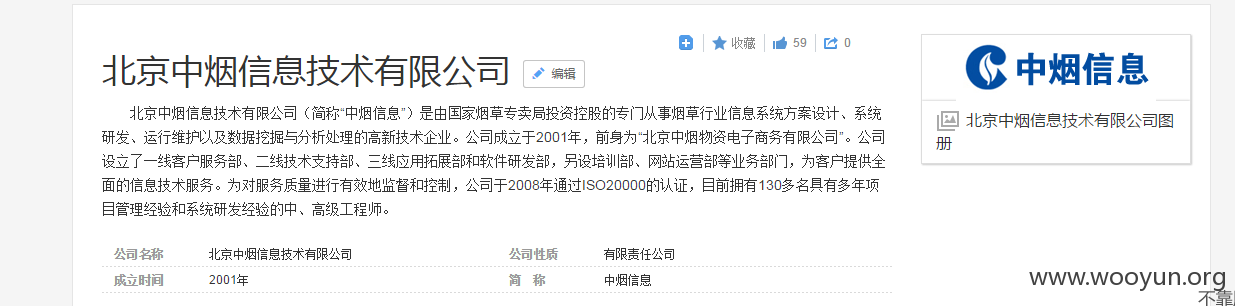 收藏 59 0
北京中烟信息技术有限公司 编辑
北京中烟信息技术有限公司（简称“中烟信息”）是由国家烟草专卖局投资控股的专门从事烟草行业信息系统方案设计、系统
研发、运行维护以及数据挖掘与分析处理的高新技术企业。公司成立于2001年，前身为“北京中烟物资电子商务有限公司”。公司
设立了一线客户服务部、二线技术支持部、三线应用拓展部和软件研发部，另设培训部、网站运营部等业务部门，为客户提供全
面的信息技术服务。为对服务质量进行有效地监督和控制，公司于2008年通过ISO20000的认证，目前拥有130多名具有多年项
目管理经验和系统研发经验的中、高级工程师。
公司名称 北京中烟信息技术有限公司 公司性质 有限责任公司
成立时间 2001年 简 称 中烟信息
中烟信息
北京中烟信息技术有限公司图
册
www.wooyun.org
不靠